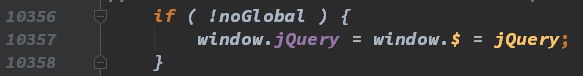 10356 if ( !noGlobal ) {
10357 window.jQuery = window.$ = jQuery;
10358 }